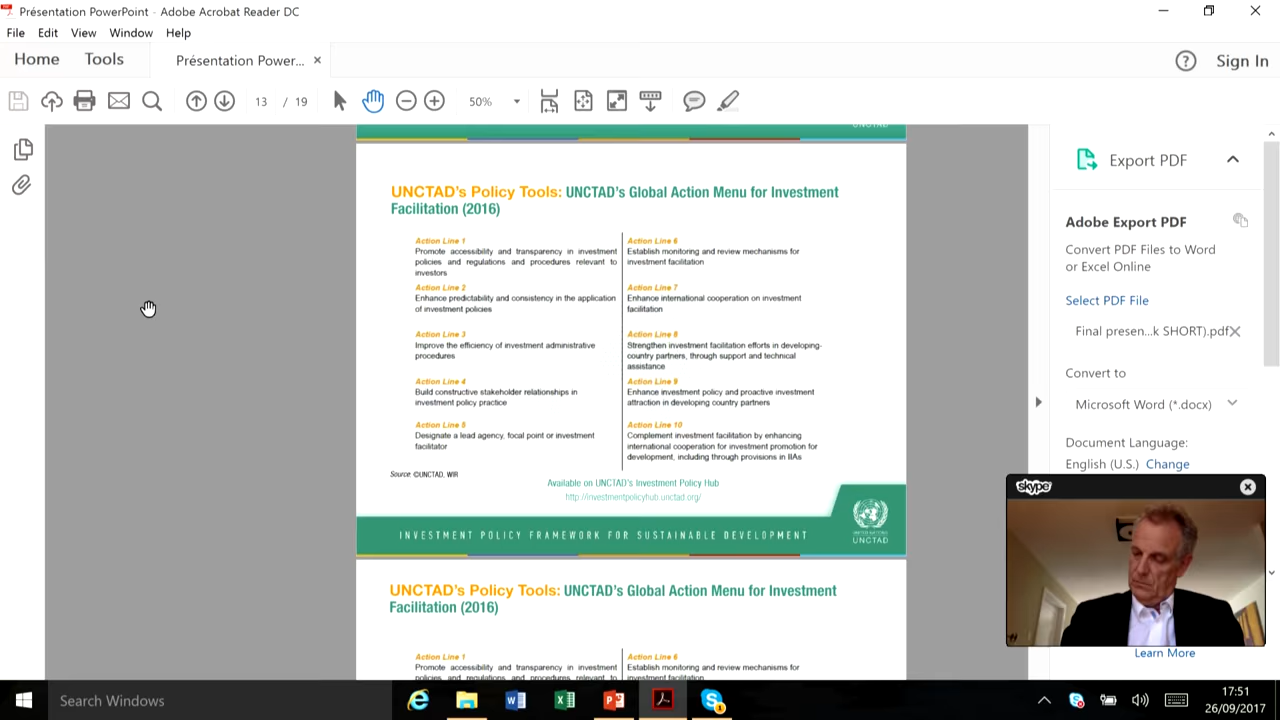 Présentation PowerPoint - Adobe Acrobat Reader DC
File Edit View Window Help
Home Tools Présentation Power... ×
Sign In
13 / 19
50%
UNCTAD
UNCTAD's Policy Tools: UNCTAD's Global Action Menu for Investment
Facilitation (2016)
Action Line 1
Promote accessibility and transparency in investment
policies and regulations and procedures relevant to
investors
Action Line 2
Enhance predictability and consistency in the application
of investment policies
Action Line 3
Improve the efficiency of investment administrative
procedures
Action Line 4
Build constructive stakeholder relationships in
investment policy practice
Action Line 5
Designate a lead agency, focal point or investment
facilitator
Action Line 6
Establish monitoring and review mechanisms for
investment facilitation
Action Line 7
Enhance international cooperation on investment
facilitation
Action Line 8
Strengthen investment facilitation efforts in developing-
country partners, through support and technical
assistance
Action Line 9
Enhance investment policy and proactive investment
attraction in developing country partners
Action Line 10
Complement investment facilitation by enhancing
international cooperation for investment promotion for
development, including through provisions in IIAs
Source: ©UNCTAD, WIR
Available on UNCTAD's Investment Policy Hub
http://investmentpolicyhub.unctad.org/
INVESTMENT POLICY FRAMEWORK FOR SUSTAINABLE DEVELOPMENT
UNITED NATIONS
UNCTAD
UNCTAD's Policy Tools: UNCTAD's Global Action Menu for Investment
Facilitation (2016)
Action Line 1
Promote accessibility and transparency in investment
policies and regulations and procedures relevant to
Action Line 6
Establish monitoring and review mechanisms for
investment facilitation
Export PDF
Adobe Export PDF
Convert PDF Files to Word
or Excel Online
Select PDF File
Final presen...k SHORT).pdf
Convert to
Microsoft Word (*.docx)
Document Language:
English (U.S.) Change
skype
Learn More
Search Windows
17:51
26/09/2017